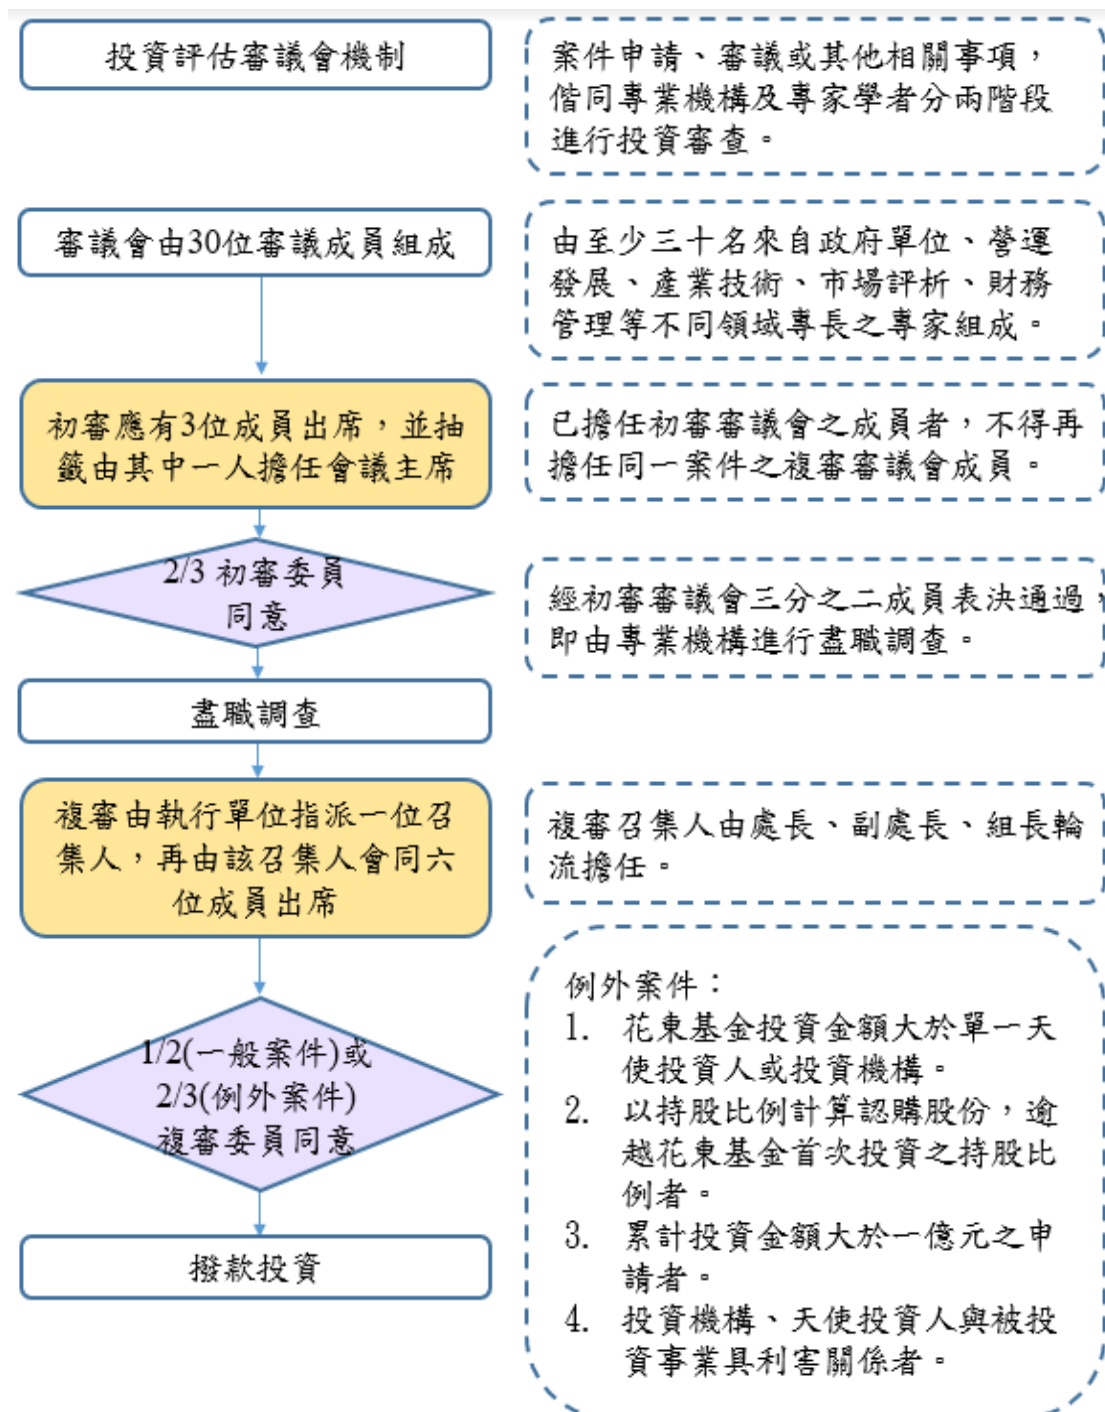 投資評估審議會機制
案件申請、審議或其他相關事項，
偕同專業機構及專家學者分兩階段
進行投資審查。
審議會由30位審議成員組成
由至少三十名來自政府單位、營運
發展、產業技術、市場評析、財務
管理等不同領域專長之專家組成。
初審應有3位成員出席，並抽
籤由其中一人擔任會議主席
已擔任初審審議會之成員者，不得再
擔任同一案件之複審審議會成員。
2/3 初審委員
同意
經初審審議會三分之二成員表決通過，
即由專業機構進行盡職調查。
盡職調查
複審由執行單位指派一位召
集人，再由該召集人會同六
位成員出席
複審召集人由處長、副處長、組長輪
流擔任。
1/2(一般案件)或
2/3(例外案件)
複審委員同意
例外案件：
1. 花東基金投資金額大於單一天
使投資人或投資機構。
2. 以持股比例計算認購股份，逾
越花東基金首次投資之持股比
例者。
3. 累計投資金額大於一億元之申
請者。
4. 投資機構、天使投資人與被投
資事業具利害關係者。
撥款投資